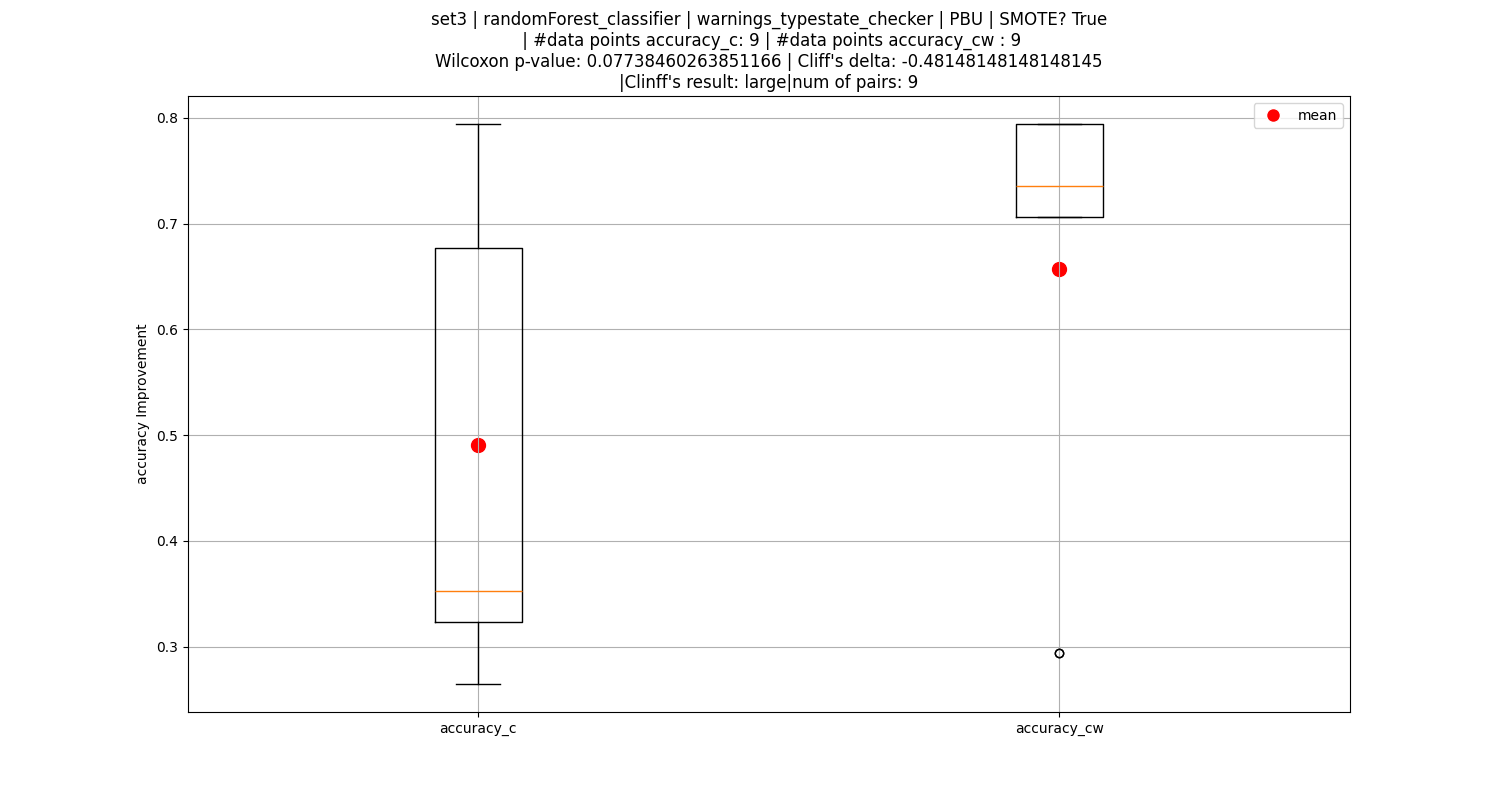 set3 | randomForest_classifier | warnings_typestate_checker | PBU | SMOTE? True
| #data points accuracy_c: 9 | #data points accuracy_cw : 9
Wilcoxon p-value: 0.07738460263851166 | Cliff's delta: -0.48148148148148145
|Clinff's result: large|num of pairs: 9
mean
0.8
0.7
0.6
0.5
0.4
0.3
accuracy Improvement
accuracy_c
accuracy_cw